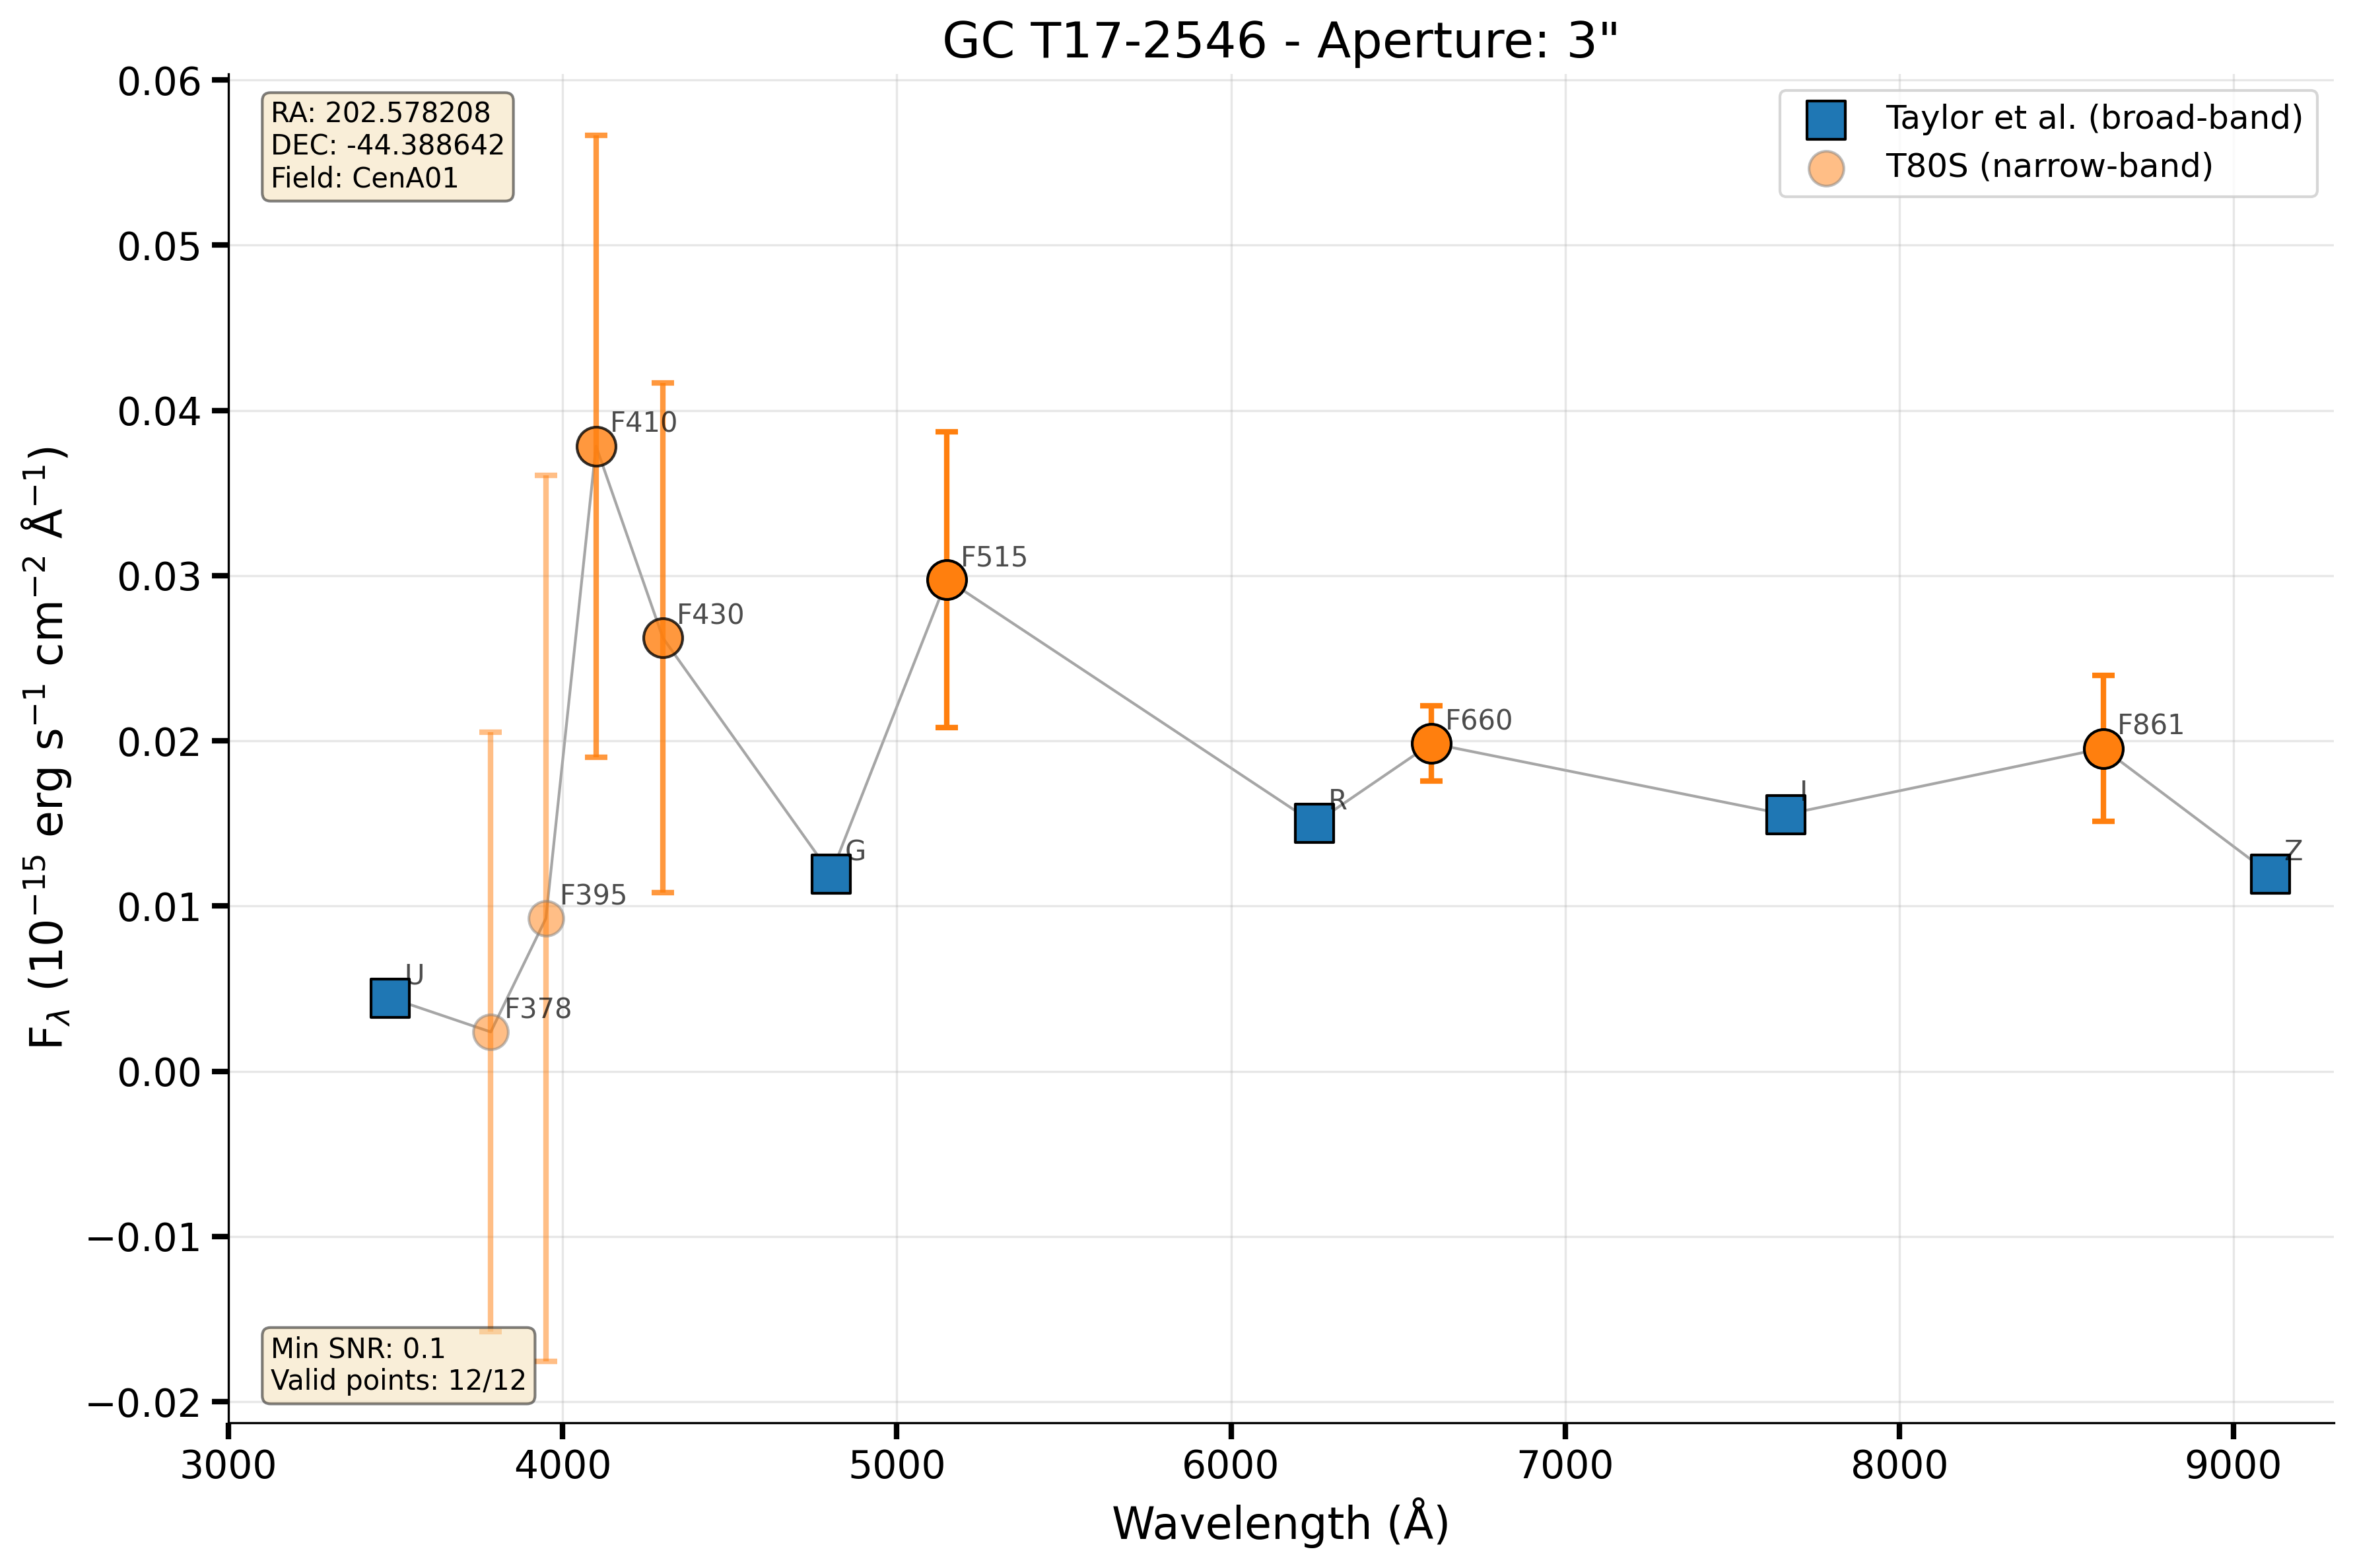 GC T17-2546 - Aperture: 3"
RA: 202.578208
DEC: -44.388642
Field: CenA01
Taylor et al. (broad-band)
T80S (narrow-band)
0.06
0.05
0.04
0.03
0.02
0.01
0.00
−0.01
−0.02
F$_λ$ (10$^{−15}$ erg s$^{−1}$ cm$^{−2}$ Å$^{−1}$)
U
F378
F395
F410
F430
G
F515
R
F660
I
F861
Z
Min SNR: 0.1
Valid points: 12/12
3000 4000 5000 6000 7000 8000 9000
Wavelength (Å)